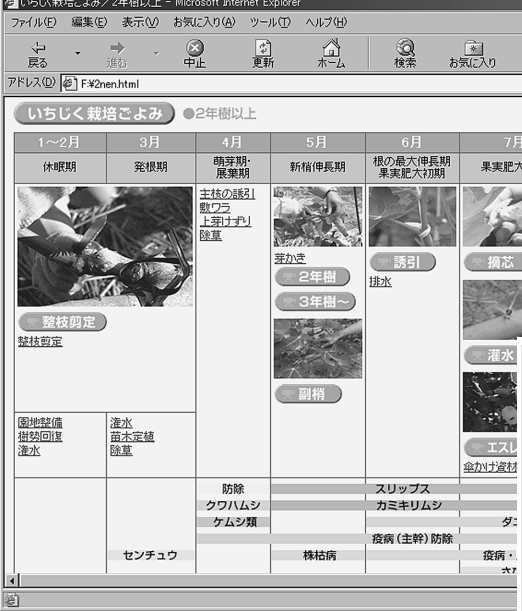 いちじく栽培ごよみ／2年樹以上 - Microsoft Internet Explorer
ファイル(F) 編集(E) 表示(V) お気に入り(A) ツール(T) ヘルプ(H)
戻る 進む 中止 更新 ホーム 検索 お気に入り
アドレス(D) F:¥2nen.html
いちじく栽培ごよみ ●2年樹以上
1～2月 3月 4月 5月 6月 7月
休眠期 発根期 萌芽期・展葉期 新梢伸長期 根の最大伸長期 果実肥大初期 果実肥大
主枝の誘引
敷ワラ
上芽けずり
除草
芽かき
2年樹
3年樹～
副梢
誘引
排水
摘芯
灌水
エスレ
傘かけ資材
整枝剪定
整枝剪定
園地整備
樹勢回復
潅水
潅水
苗木定植
除草
防除 スリップス
クワハムシ カミキリムシ
ケムシ類 ダニ
疫病(主幹)防除
センチュウ 株枯病 疫病・